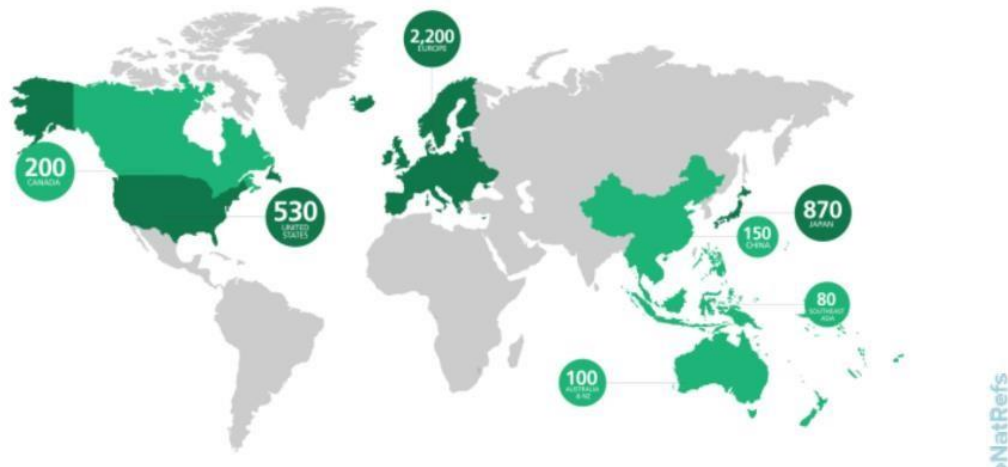 2,200
EUROPE
200
CANADA
530
UNITED
STATES
870
JAPAN
150
CHINA
80
SOUTHEAST
ASIA
100
AUSTRALIA
& NZ
NatRefs